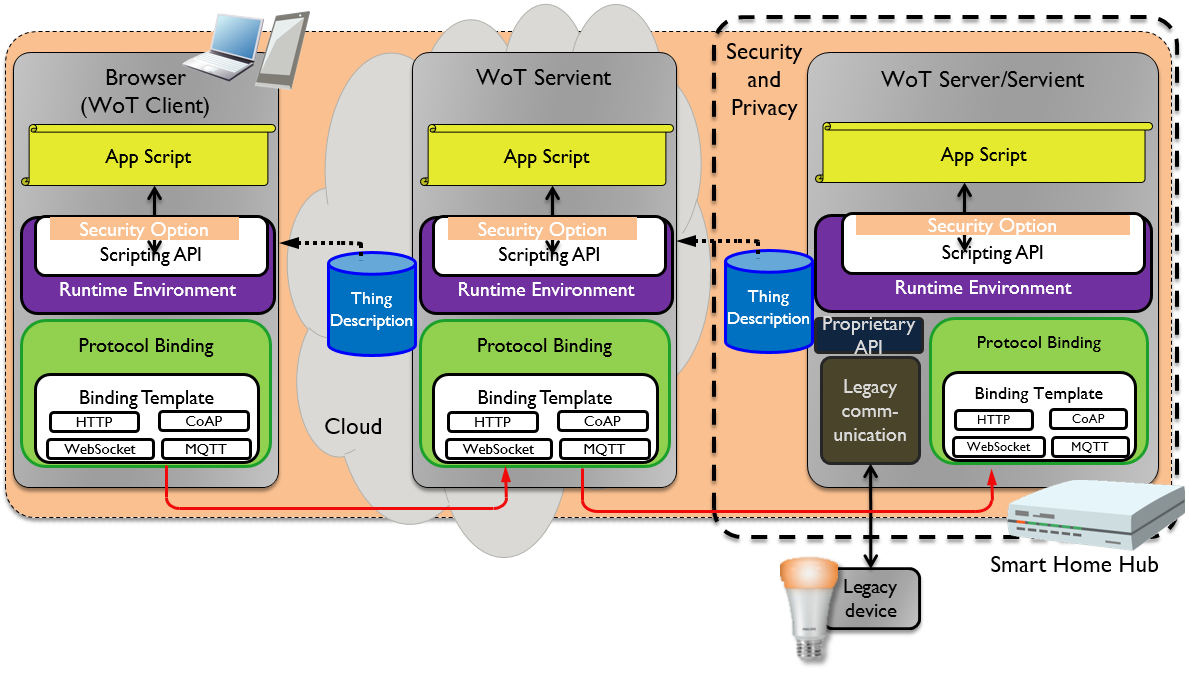 Browser
(WoT Client)
App Script
Security Option
Scripting API
Runtime Environment
Protocol Binding
Binding Template
HTTP
CoAP
WebSocket
MQTT
Thing
Description
Cloud
WoT Servient
App Script
Security Option
Scripting API
Runtime Environment
Protocol Binding
Binding Template
HTTP
CoAP
WebSocket
MQTT
Security
and
Privacy
Thing
Description
WoT Server/Servient
App Script
Security Option
Scripting API
Runtime Environment
Proprietary
API
Legacy
comm-
unication
Protocol Binding
Binding Template
HTTP
CoAP
WebSocket
MQTT
Smart Home Hub
Legacy
device